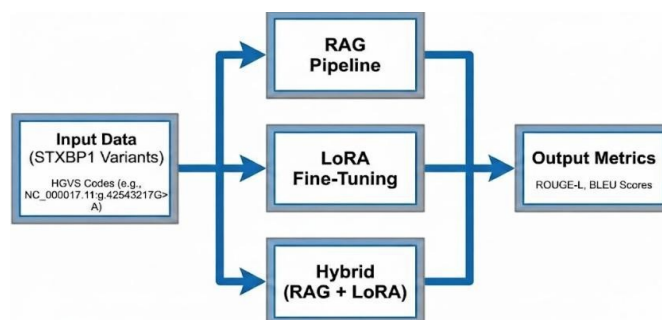 Input Data
(STXBP1 Variants)
HGVS Codes (e.g.,
NC_000017.11:g.42543217G>
A)
RAG
Pipeline
LoRA
Fine-Tuning
Hybrid
(RAG + LoRA)
Output Metrics
ROUGE-L, BLEU Scores